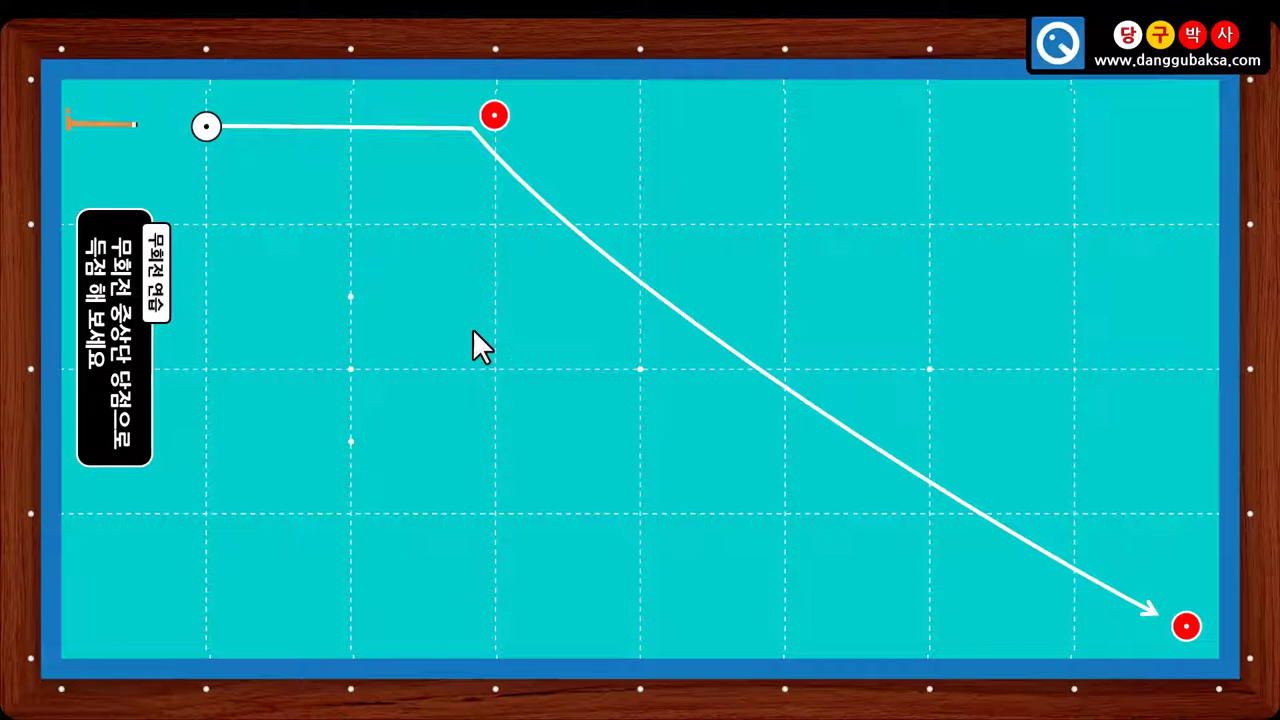 당구박사
www.danggubaksa.com
무회전 연습
무회전 중상단 당점으로
득점 해 보세요